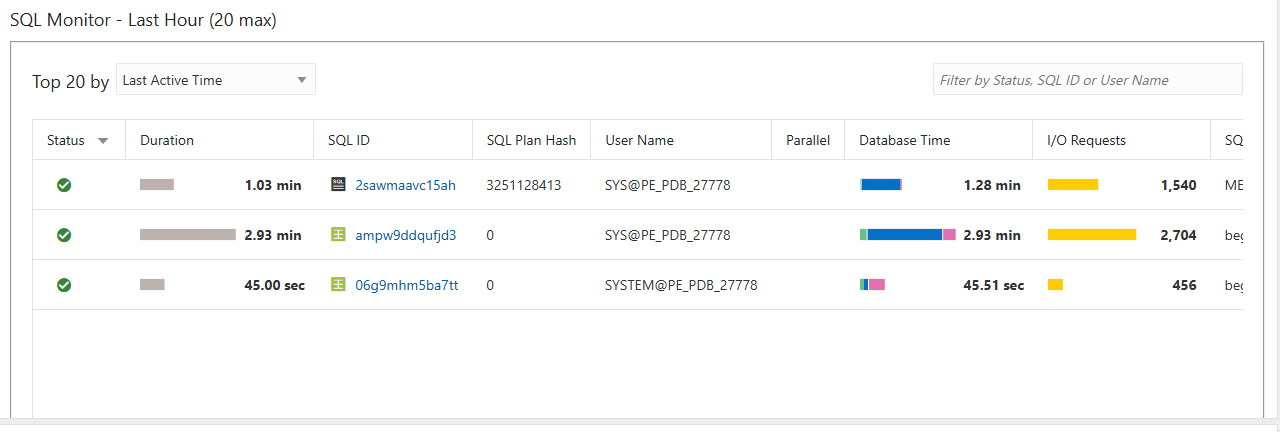 SQL Monitor - Last Hour (20 max)
Top 20 by Last Active Time Filter by Status, SQL ID or User Name
Status Duration SQL ID SQL Plan Hash User Name Parallel Database Time I/O Requests SQ
1.03 min SQL 2sawmaavc15ah 3251128413 SYS@PE_PDB_27778 1.28 min 1,540 ME
2.93 min ampw9ddqufjd3 0 SYS@PE_PDB_27778 2.93 min 2,704 beg
45.00 sec 06g9mhm5ba7tt 0 SYSTEM@PE_PDB_27778 45.51 sec 456 beg